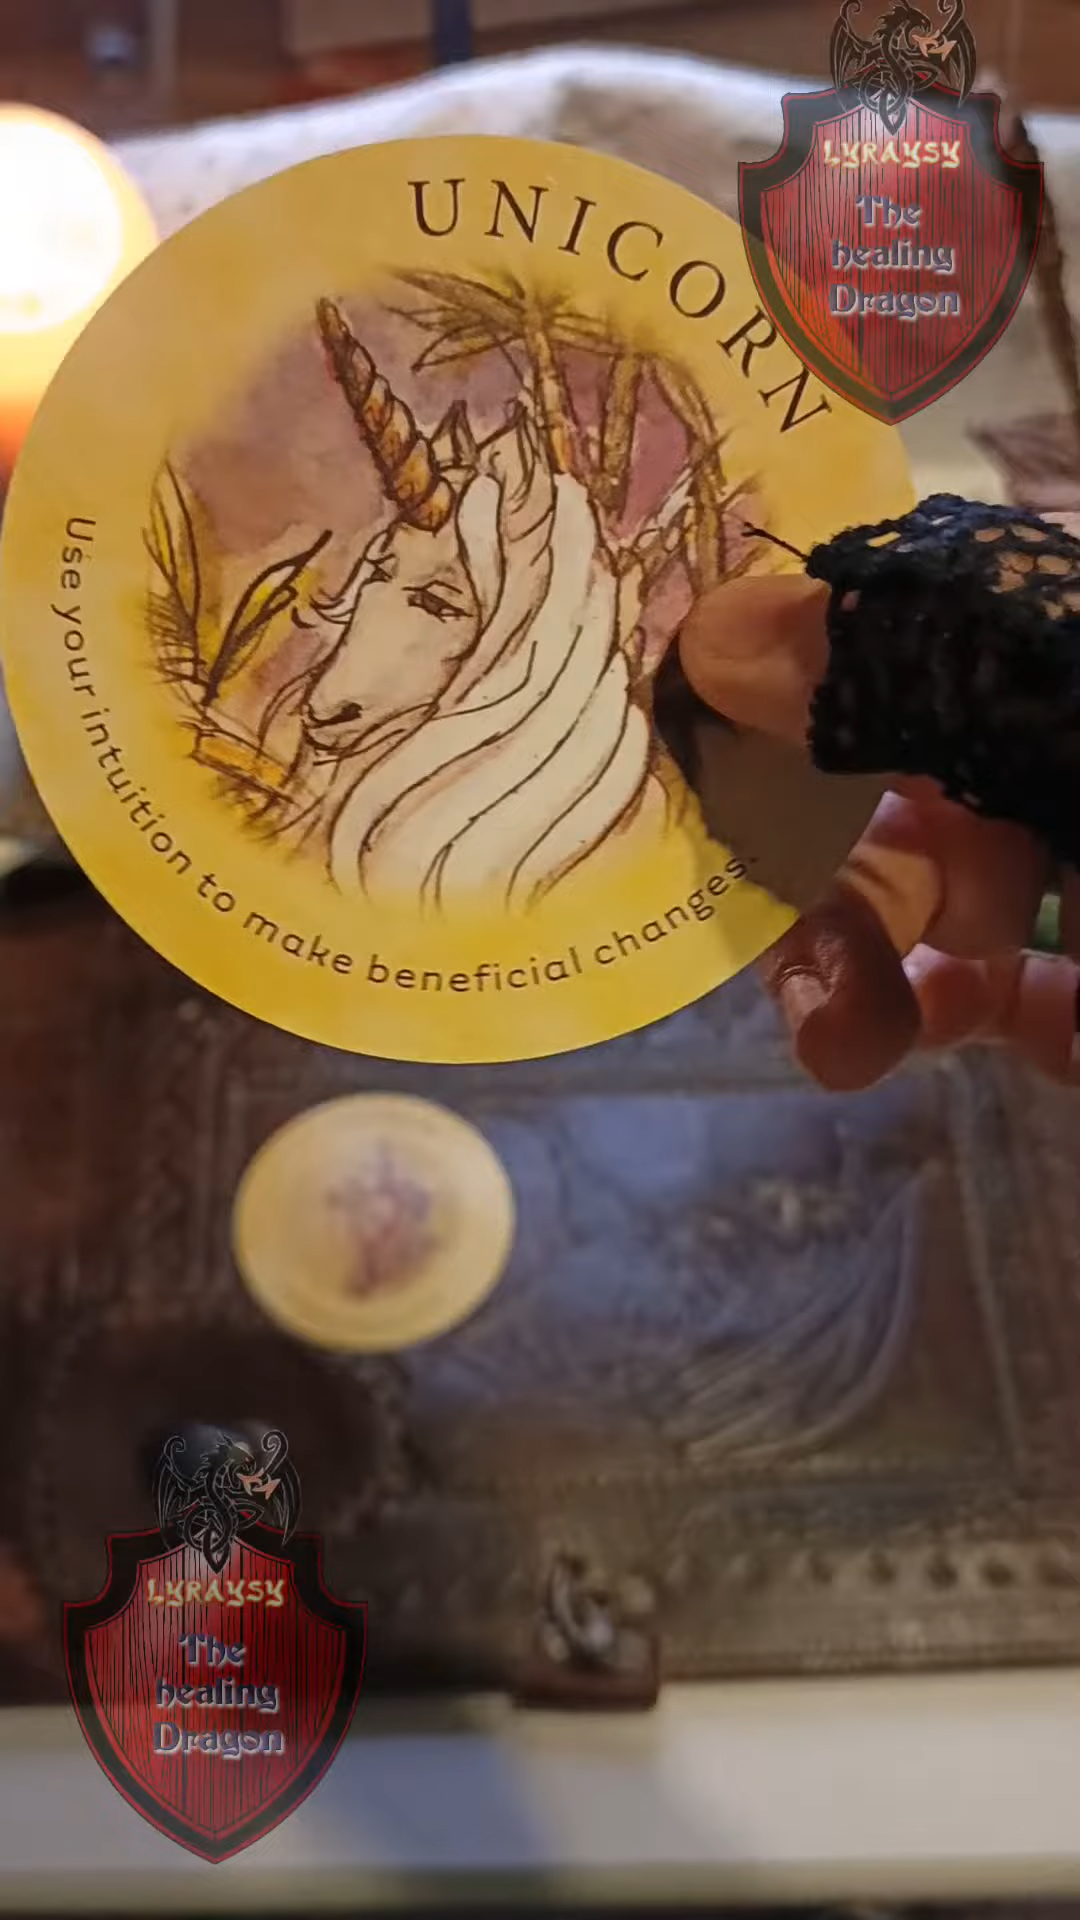 UNICORN
Use your intuition to make beneficial changes.
LYRAYSY
The
healing
Dragon
LYRAYSY
The
healing
Dragon